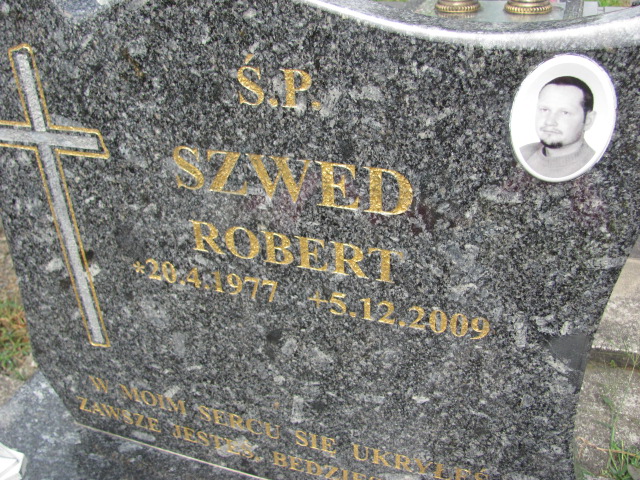 Ś.P.
SZWED
ROBERT
*20.4.1977 +5.12.2009
W MOIM SERCU SIĘ UKRYŁEŚ
ZAWSZE JESTEŚ,